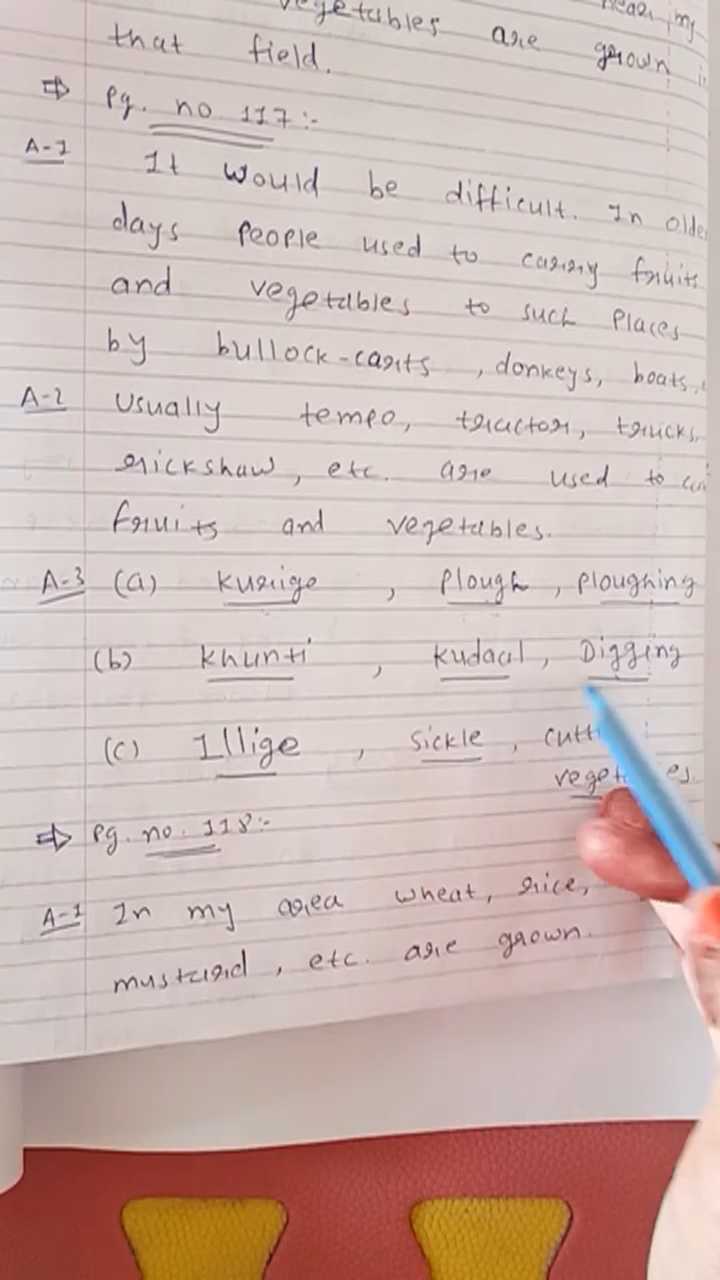 vegetables are grown
that field.
⇒ Pg. no 117:-
A-1 It would be difficult. In older
days people used to carry fruits
and vegetables to such places
by bullock-carts, donkeys, boats,
A-2 Usually tempo, tractor, trucks,
rickshaw, etc. are used to
fruits and vegetables.
A-3 (a) kurige, Plough, ploughing
(b) khunti, kudaal, Digging
(c) Illige, sickle,
⇒ pg. no. 118:-
A-1 In my area wheat, rice,
mustard, etc. are grown.